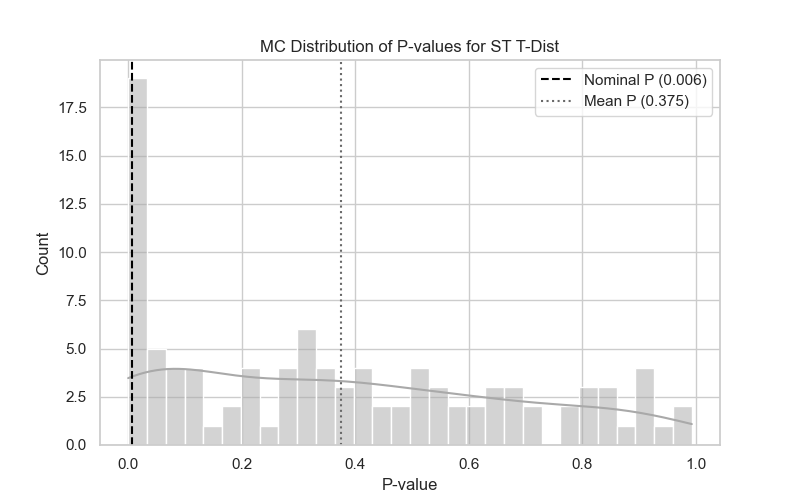 MC Distribution of P-values for ST T-Dist
Nominal P (0.006)
Mean P (0.375)
17.5
15.0
12.5
10.0
7.5
5.0
2.5
0.0
Count
0.0 0.2 0.4 0.6 0.8 1.0
P-value